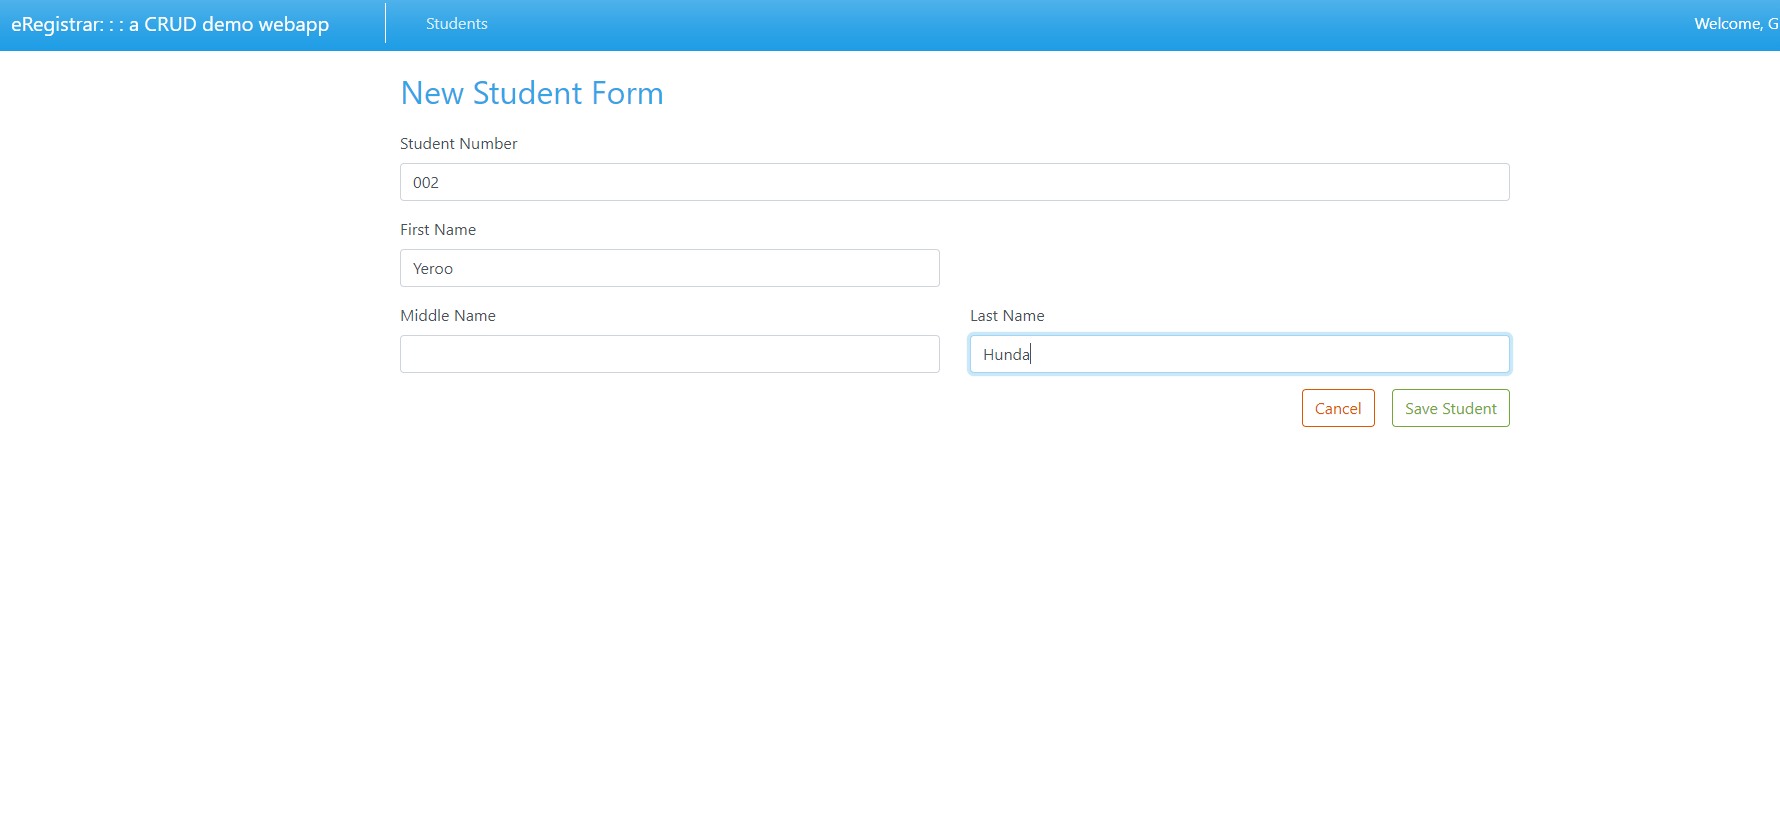 eRegistrar: : : a CRUD demo webapp Students Welcome, G
New Student Form
Student Number
002
First Name
Yeroo
Middle Name Last Name
Hunda
Cancel Save Student